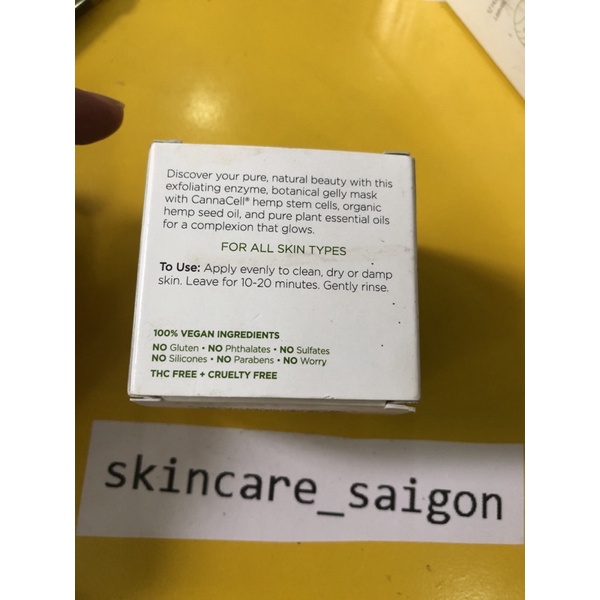 Discover your pure, natural beauty with this
exfoliating enzyme, botanical gelly mask
with CannaCell® hemp stem cells, organic
hemp seed oil, and pure plant essential oils
for a complexion that glows.
FOR ALL SKIN TYPES
To Use: Apply evenly to clean, dry or damp
skin. Leave for 10-20 minutes. Gently rinse.
100% VEGAN INGREDIENTS
NO Gluten • NO Phthalates • NO Sulfates
NO Silicones • NO Parabens • NO Worry
THC FREE + CRUELTY FREE
skincare_saigon